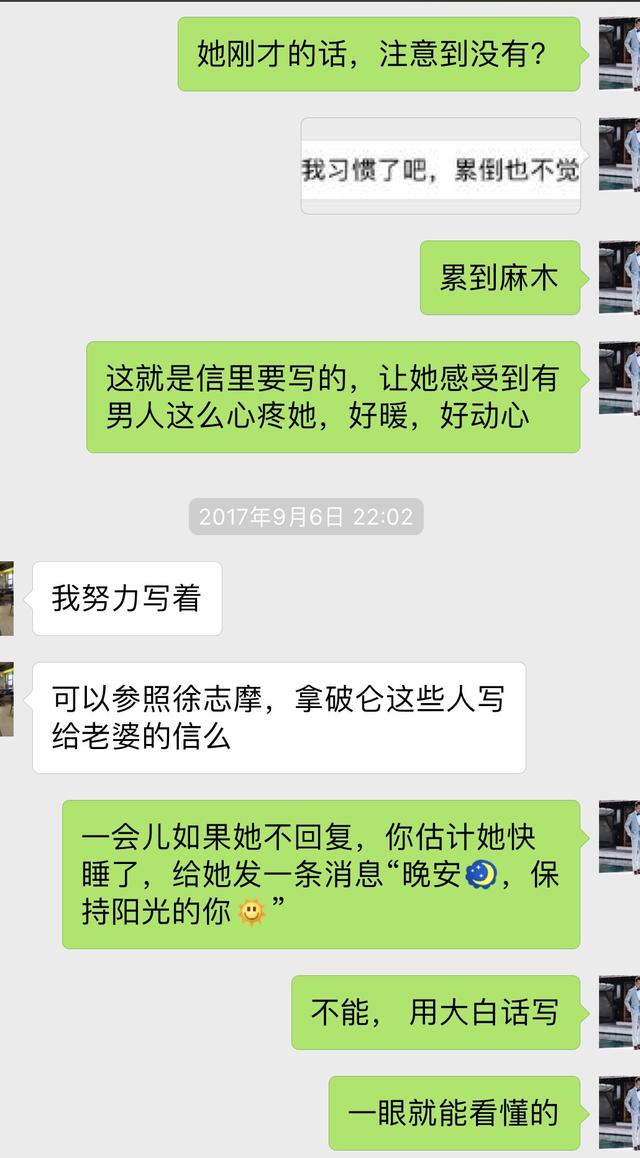 她刚才的话，注意到没有？
我习惯了吧，累倒也不觉
累到麻木
这就是信里要写的，让她感受到有
男人这么心疼她，好暖，好动心
2017年9月6日 22:02
我努力写着
可以参照徐志摩，拿破仑这些人写
给老婆的信么
一会儿如果她不回复，你估计她快
睡了，给她发一条消息“晚安🌙，保
持阳光的你🌞”
不能， 用大白话写
一眼就能看懂的